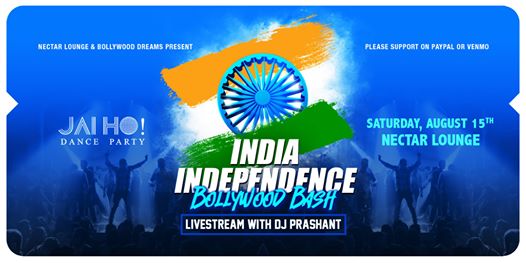 NECTAR LOUNGE & BOLLYWOOD DREAMS PRESENT
PLEASE SUPPORT ON PAYPAL OR VENMO
JAI HO!
DANCE PARTY
SATURDAY, AUGUST 15TH
NECTAR LOUNGE
INDIA
INDEPENDENCE
BOLLYWOOD BASH
LIVESTREAM WITH DJ PRASHANT